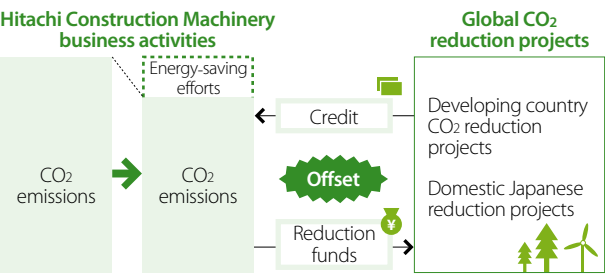 Hitachi Construction Machinery
business activities
Global CO₂
reduction projects
Energy-saving
efforts
CO₂
emissions
CO₂
emissions
Credit
Offset
¥
Reduction
funds
Developing country
CO₂ reduction
projects
Domestic Japanese
reduction projects